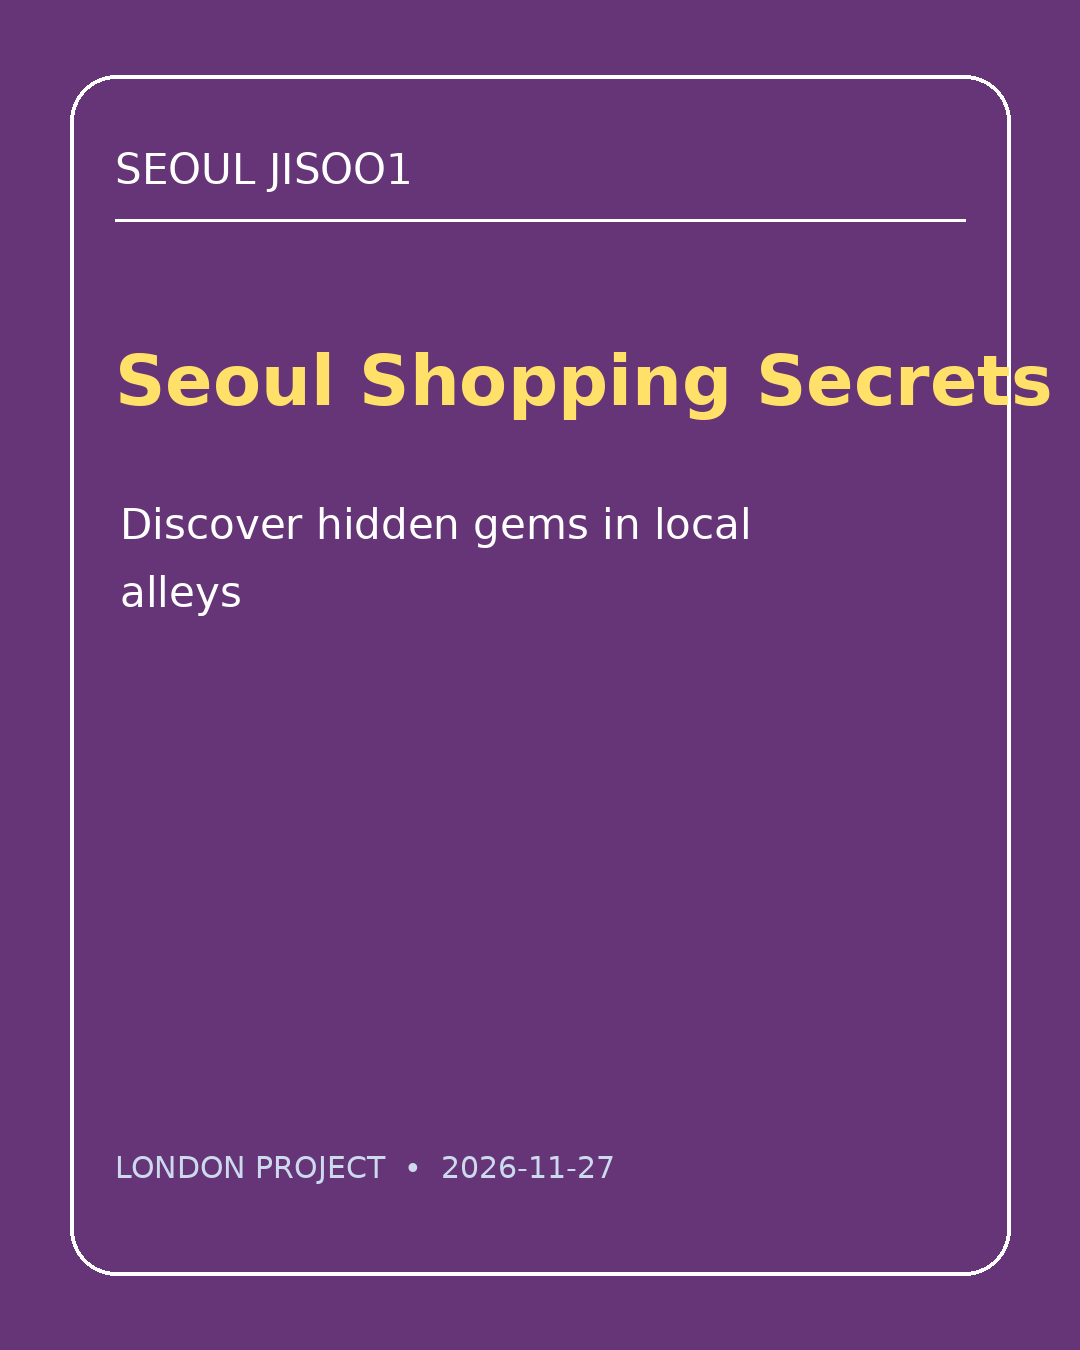 SEOUL JISOO1
Seoul Shopping Secrets
Discover hidden gems in local
alleys
LONDON PROJECT • 2026-11-27